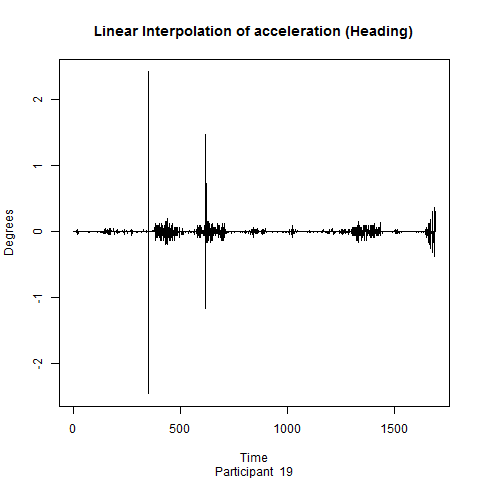 Linear Interpolation of acceleration (Heading)
Degrees
2
1
0
-1
-2
0 500 1000 1500
Time
Participant 19